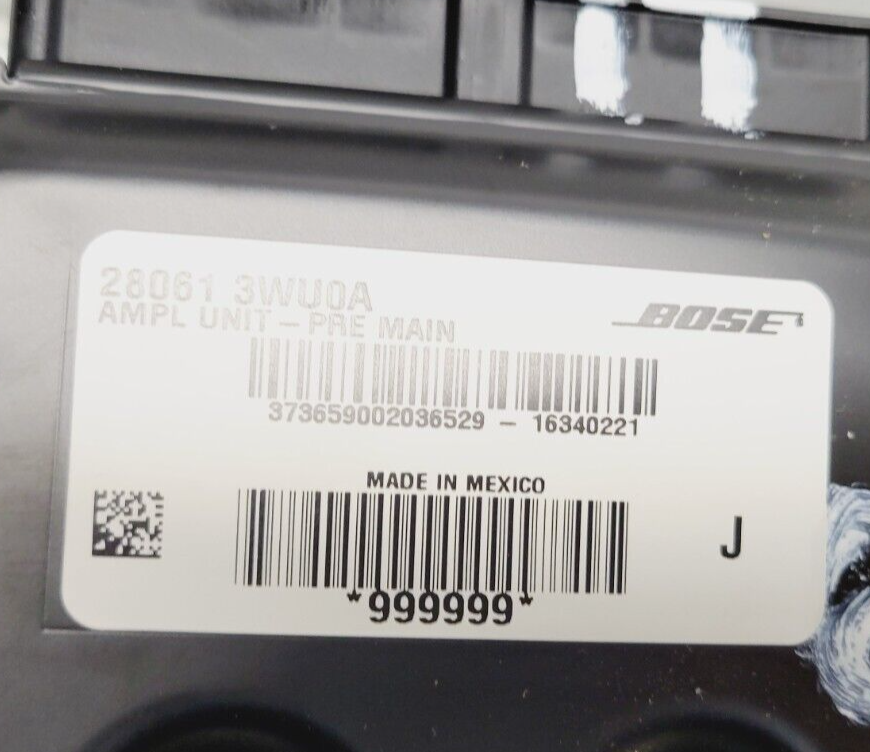 28061 3WU0A
AMPL UNIT – PRE MAIN
BOSE
373659002036529 – 16340221
MADE IN MEXICO
J
*999999*